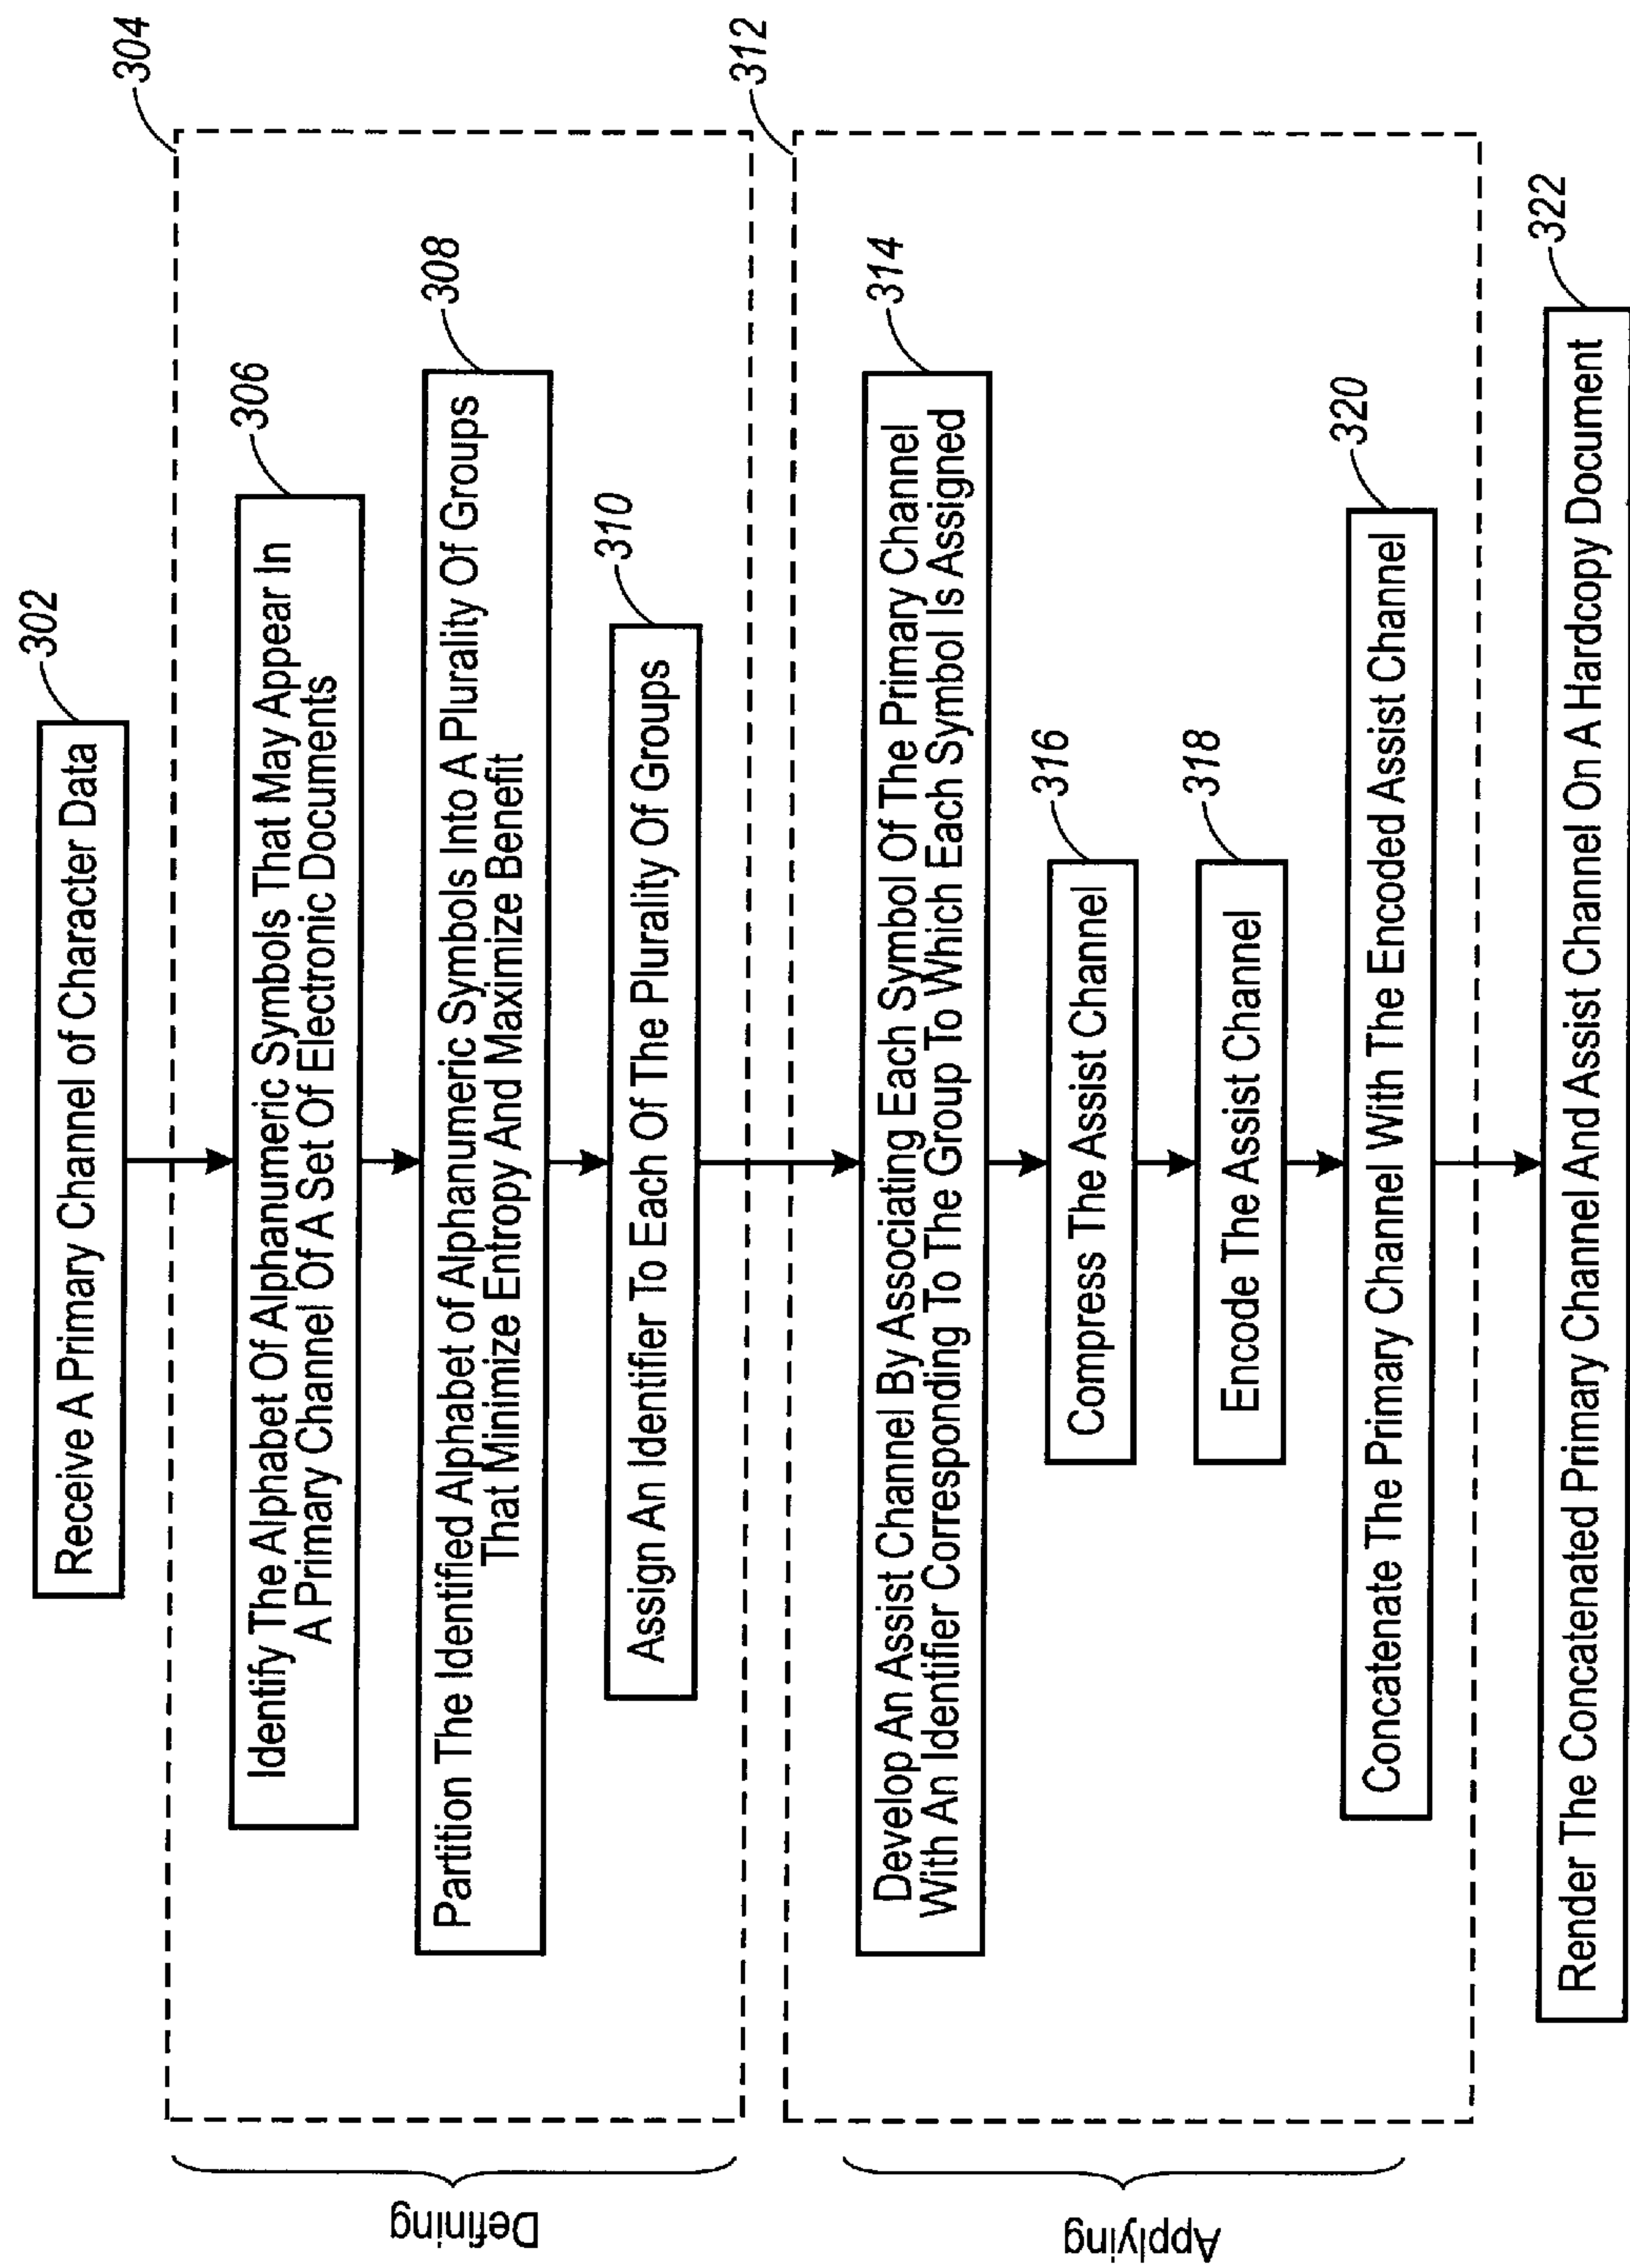 302
Receive A Primary Channel of Character Data
304
Defining
306
Identify The Alphabet Of Alphanumeric Symbols That May Appear In
A Primary Channel Of A Set Of Electronic Documents
308
Partition The Identified Alphabet of Alphanumeric Symbols Into A Plurality Of Groups
That Minimize Entropy And Maximize Benefit
310
Assign An Identifier To Each Of The Plurality Of Groups
312
Applying
314
Develop An Assist Channel By Associating Each Symbol Of The Primary Channel
With An Identifier Corresponding To The Group To Which Each Symbol Is Assigned
316
Compress The Assist Channel
318
Encode The Assist Channel
320
Concatenate The Primary Channel With The Encoded Assist Channel
322
Render The Concatenated Primary Channel And Assist Channel On A Hardcopy Document